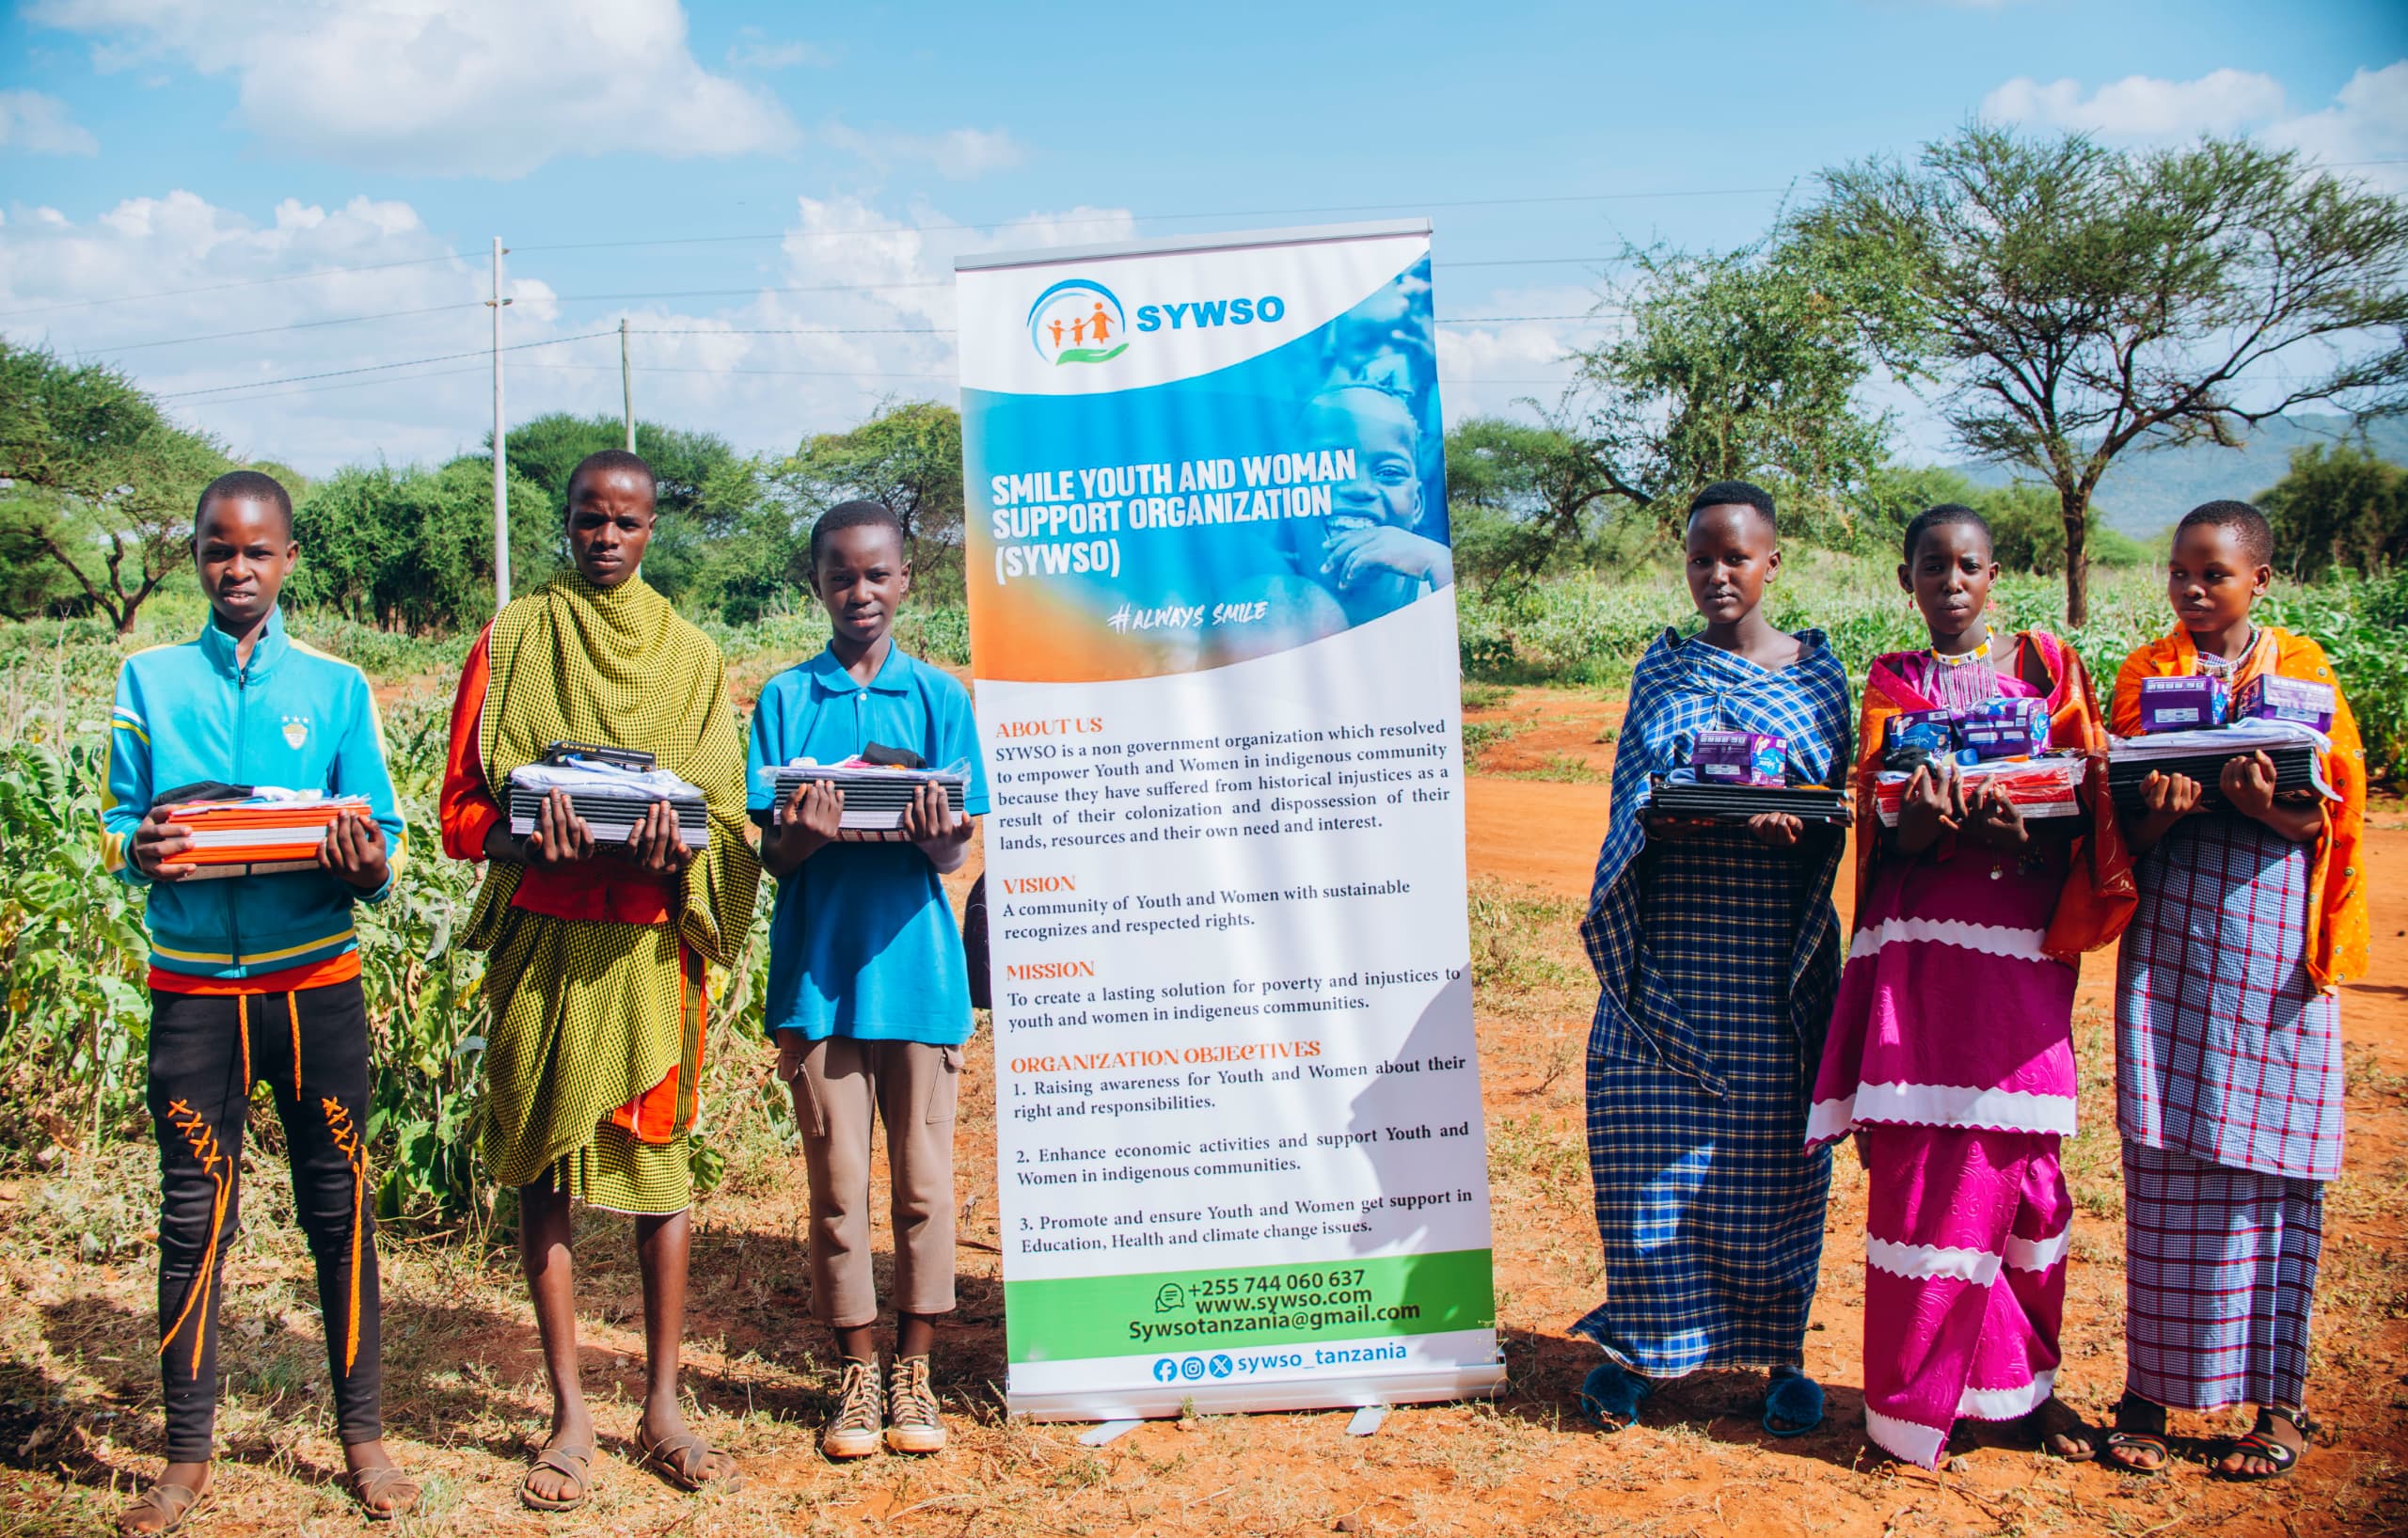 SYWSO
SMILE YOUTH AND WOMAN
SUPPORT ORGANIZATION
(SYWSO)
#ALWAYS SMILE
ABOUT US
SYWSO is a non government organization which resolved
to empower Youth and Women in indigenous community
because they have suffered from historical injustices as a
result of their colonization and dispossession of their
lands, resources and their own need and interest.
VISION
A community of Youth and Women with sustainable
recognizes and respected rights.
MISSION
To create a lasting solution for poverty and injustices to
youth and women in indigeneus communities.
ORGANIZATION OBJECTIVES
1. Raising awareness for Youth and Women about their
right and responsibilities.
2. Enhance economic activities and support Youth and
Women in indigenous communities.
3. Promote and ensure Youth and Women get support in
Education, Health and climate change issues.
+255 744 060 637
www.sywso.com
Sywsotanzania@gmail.com
sywso_tanzania
OXFORD